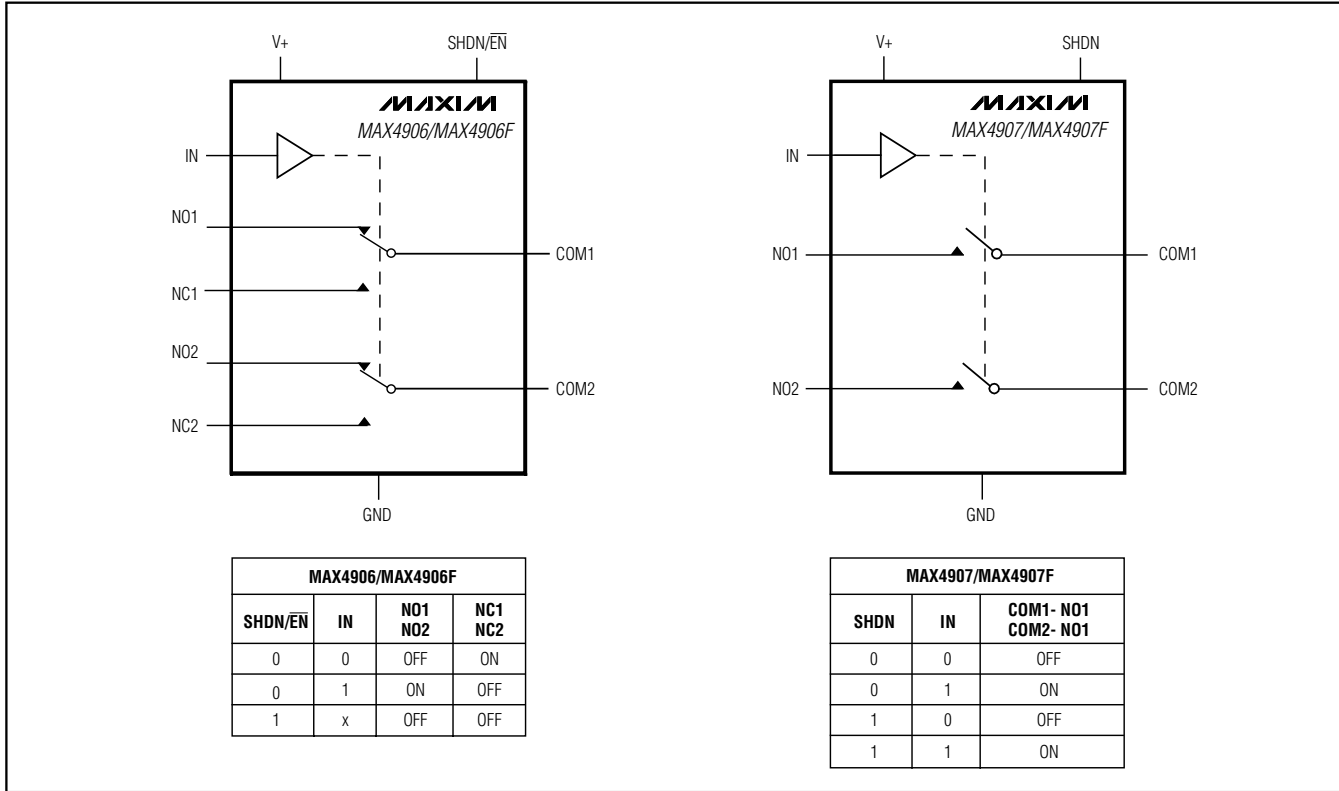 V+
SHDN/EN
MAXIM
MAX4906/MAX4906F
IN
NO1
COM1
NC1
NO2
COM2
NC2
GND
MAX4906/MAX4906F
SHDN/EN IN NO1 NO2 NC1 NC2
0 0 OFF ON
0 1 ON OFF
1 x OFF OFF
V+
SHDN
MAXIM
MAX4907/MAX4907F
IN
NO1
COM1
NO2
COM2
GND
MAX4907/MAX4907F
SHDN IN COM1- NO1 COM2- NO1
0 0 OFF
0 1 ON
1 0 OFF
1 1 ON